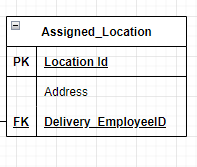 Assigned_Location
PK Location Id
Address
FK Delivery_EmployeeID